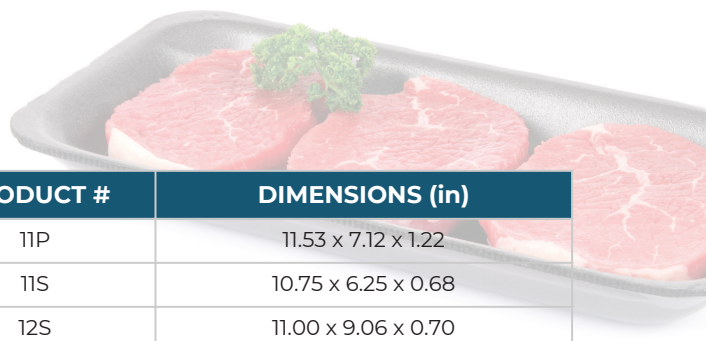 ODUCT # DIMENSIONS (in)
11P 11.53 x 7.12 x 1.22
11S 10.75 x 6.25 x 0.68
12S 11.00 x 9.06 x 0.70